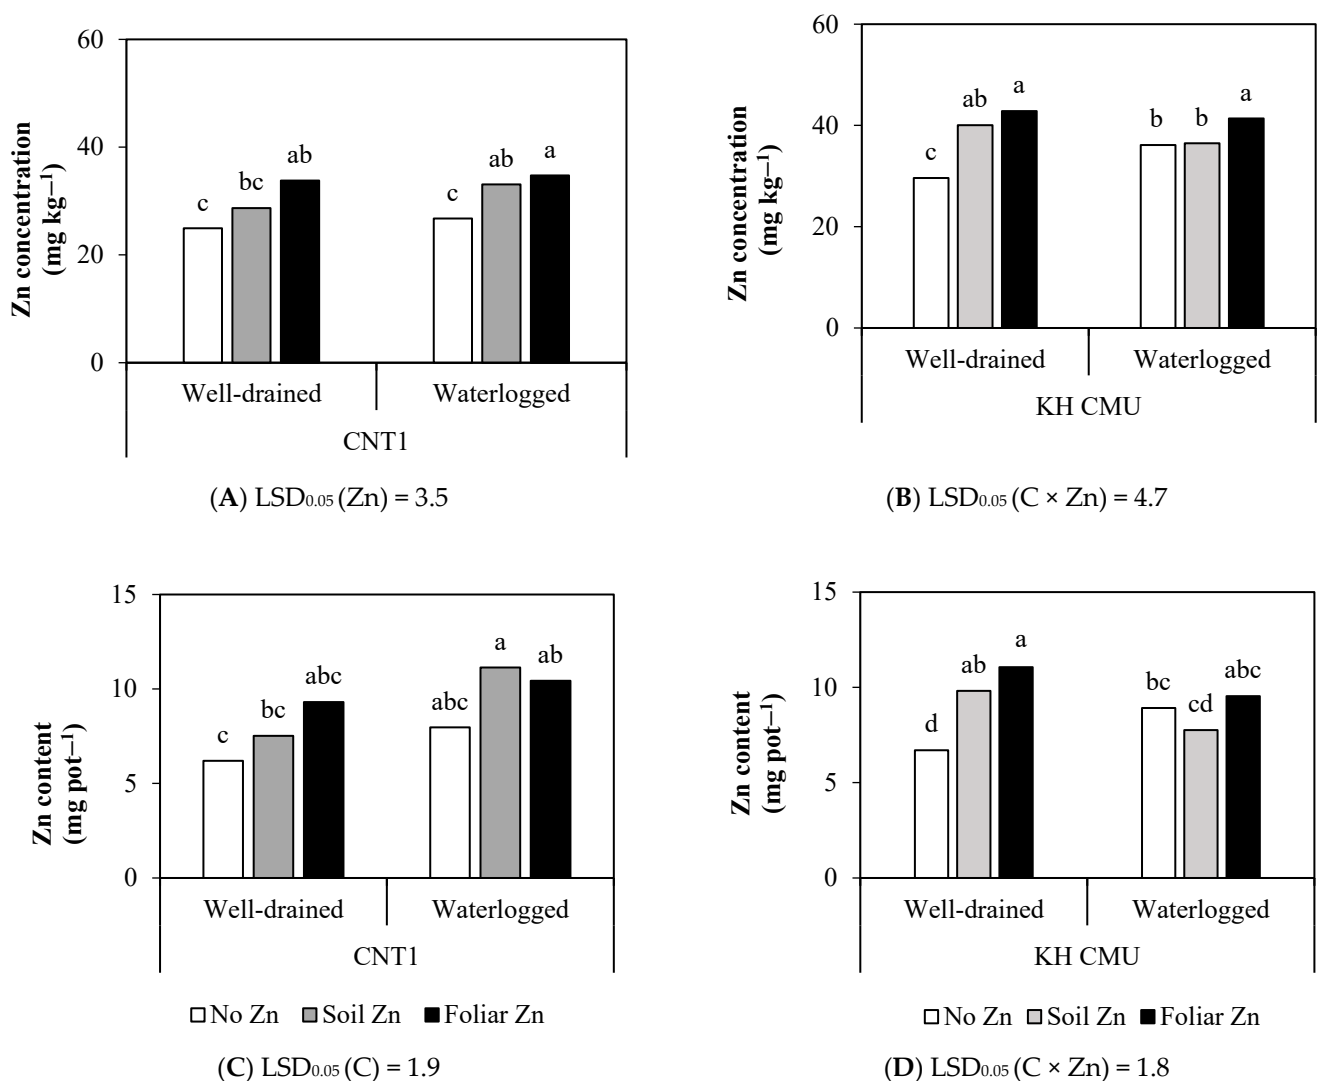 60
40
20
0
Zn concentration
(mg kg—1)
c
bc
ab
c
ab
a
Well-drained
Waterlogged
CNT1
(A) LSD0.05 (Zn) = 3.5
60
40
20
0
Zn concentration
(mg kg—1)
c
ab
a
b
b
a
Well-drained
Waterlogged
KH CMU
(B) LSD0.05 (C × Zn) = 4.7
15
10
5
0
Zn content
(mg pot—1)
c
bc
abc
abc
a
ab
Well-drained
Waterlogged
CNT1
No Zn Soil Zn Foliar Zn
(C) LSD0.05 (C) = 1.9
15
10
5
0
Zn content
(mg pot—1)
d
ab
a
bc
cd
abc
Well-drained
Waterlogged
KH CMU
No Zn Soil Zn Foliar Zn
(D) LSD0.05 (C × Zn) = 1.8